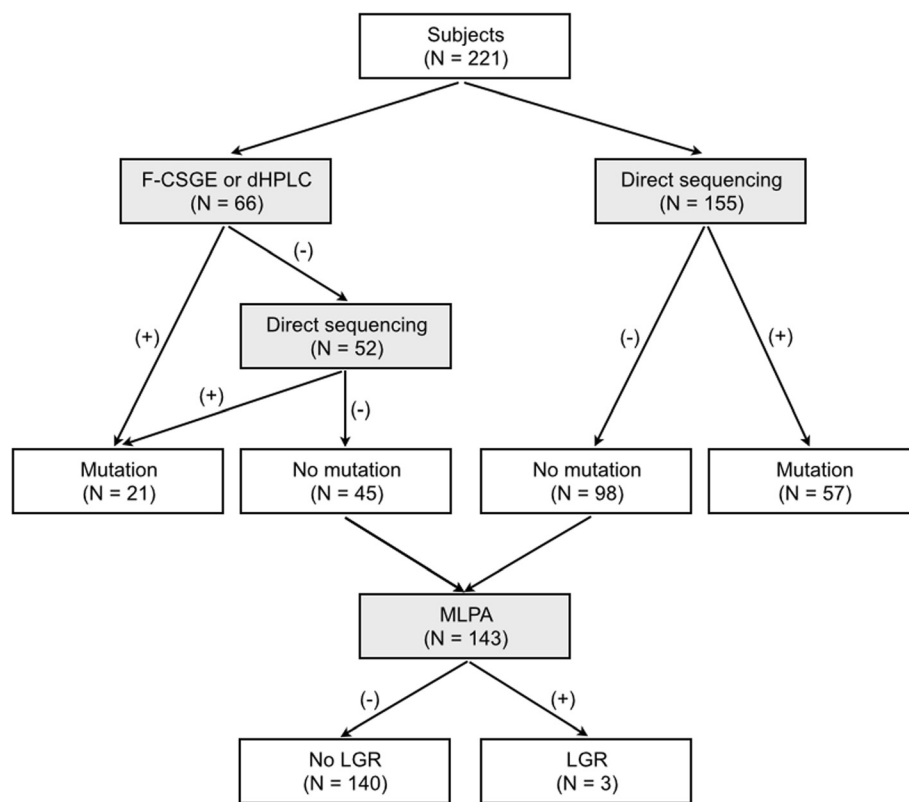 Subjects
(N = 221)
F-CSGE or dHPLC
(N = 66)
Direct sequencing
(N = 155)
(-)
Direct sequencing
(N = 52)
(+)
(-)
(+)
(+)
(-)
Mutation
(N = 21)
No mutation
(N = 45)
No mutation
(N = 98)
Mutation
(N = 57)
MLPA
(N = 143)
(-)
(+)
No LGR
(N = 140)
LGR
(N = 3)